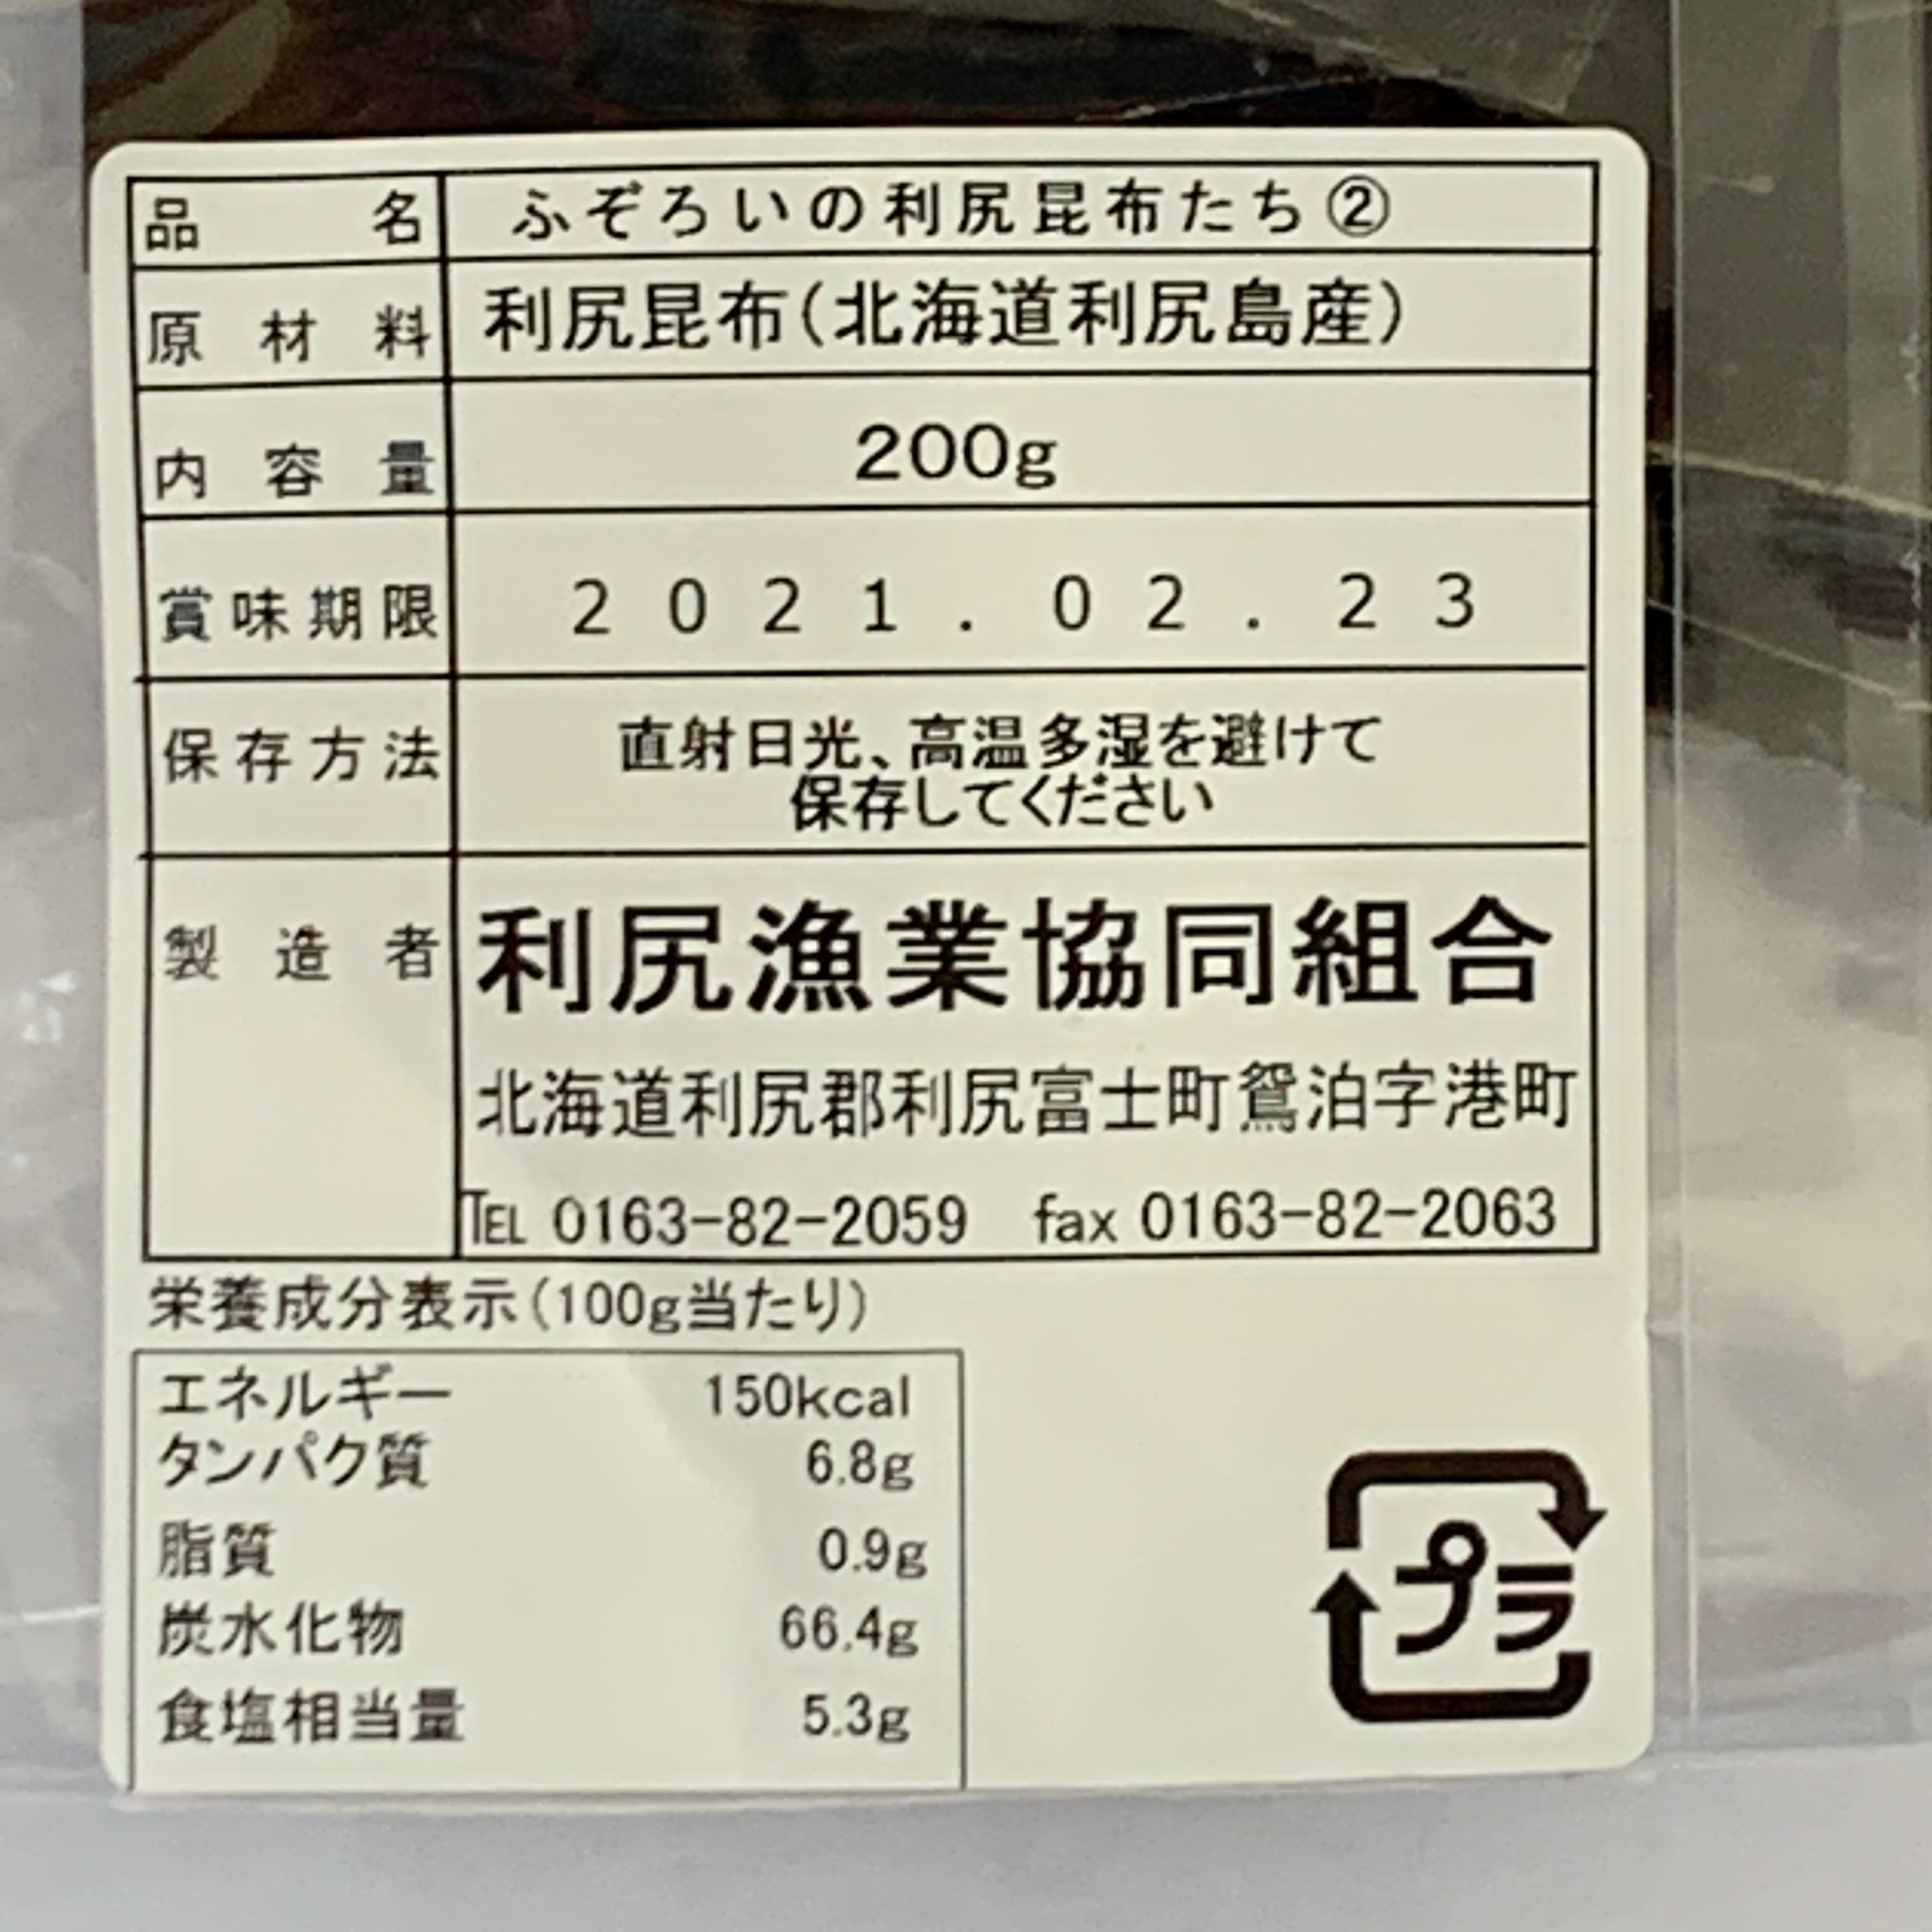 品名 ふぞろいの利尻昆布たち②
原材料 利尻昆布(北海道利尻島産)
内容量 200g
賞味期限 2021.02.23
保存方法 直射日光、高温多湿を避けて
保存してください
製造者 利尻漁業協同組合
北海道利尻郡利尻富士町鴛泊字港町
TEL 0163-82-2059 fax 0163-82-2063
栄養成分表示(100g当たり)
エネルギー 150kcal
タンパク質 6.8g
脂質 0.9g
炭水化物 66.4g
食塩相当量 5.3g
プラ